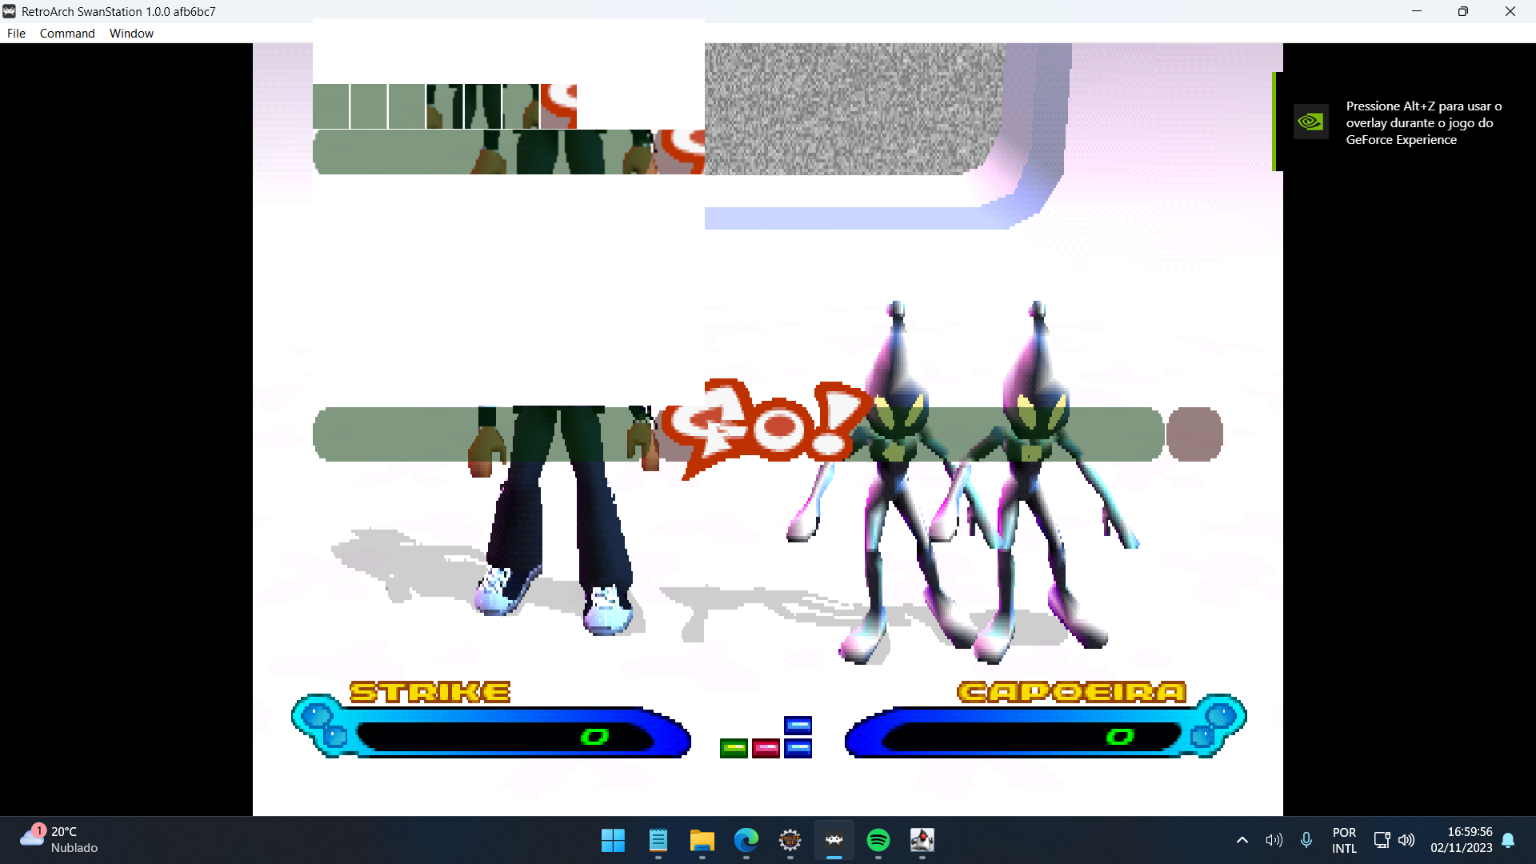 RetroArch SwanStation 1.0.0 afb6bc7
File Command Window
Pressione Alt+Z para usar o
overlay durante o jogo do
GeForce Experience
GO!
STRIKE
CAPOEIRA
0
0
1
20°C
Nublado
POR
INTL
16:59:56
02/11/2023